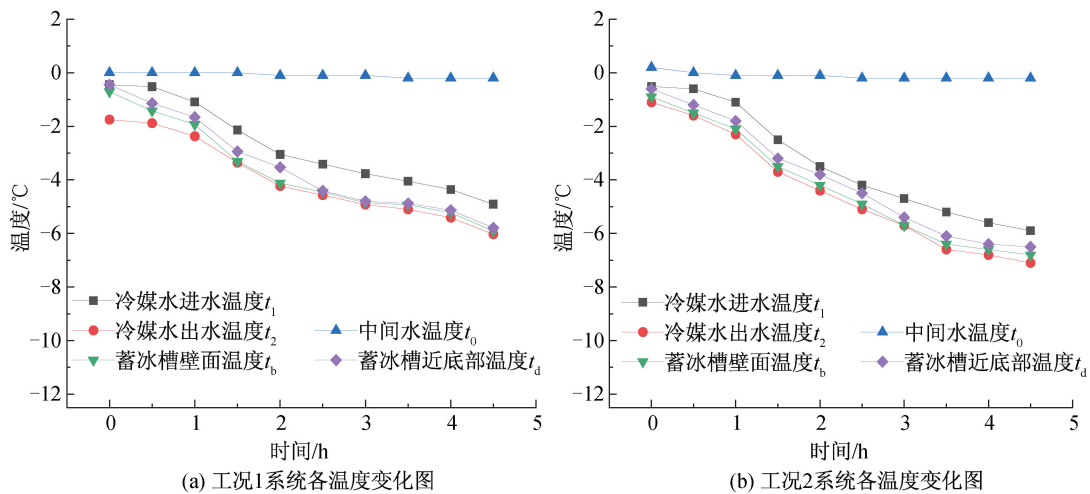 2
0
−2
−4
−6
−8
−10
−12
温度/℃
冷媒水进水温度t1
冷媒水出水温度t2
中间水温度t0
蓄冰槽壁面温度tb
蓄冰槽近底部温度td
0 1 2 3 4 5
时间/h
(a) 工况1系统各温度变化图
2
0
−2
−4
−6
−8
−10
−12
温度/℃
冷媒水进水温度t1
冷媒水出水温度t2
中间水温度t0
蓄冰槽壁面温度tb
蓄冰槽近底部温度td
0 1 2 3 4 5
时间/h
(b) 工况2系统各温度变化图